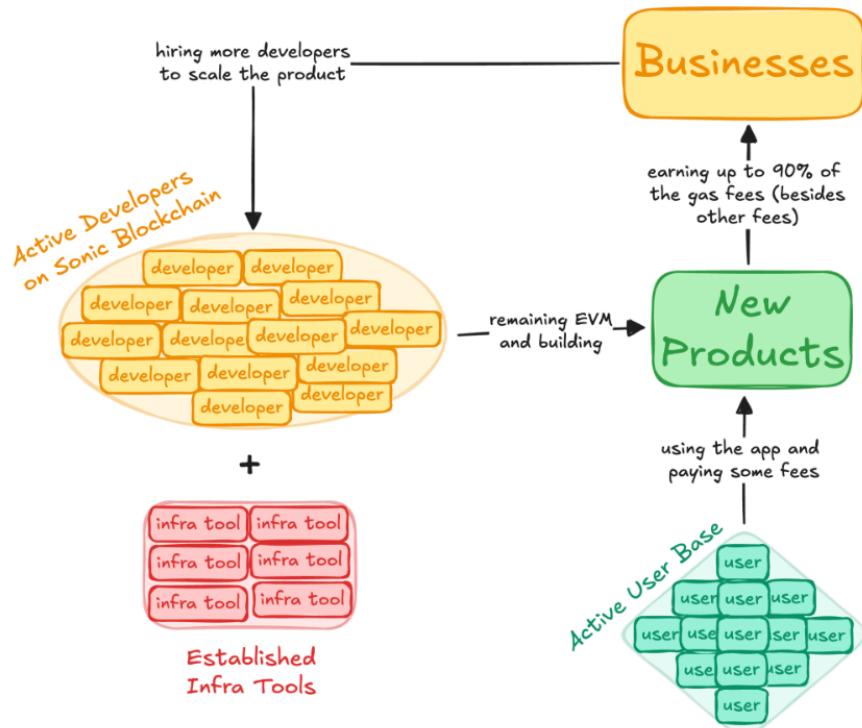 hiring more developers
to scale the product
Businesses
earning up to 90% of
the gas fees (besides
other fees)
Active Developers
on Sonic Blockchain
developer developer
developer developer developer
developer develope developer developer
developer developer developer
developer developer
remaining EVM
and building
New
Products
+
using the app and
paying some fees
infra tool infra tool
infra tool infra tool
infra tool infra tool
Established
Infra Tools
Active User Base
user
user user user
user use user ser user
use user user
user